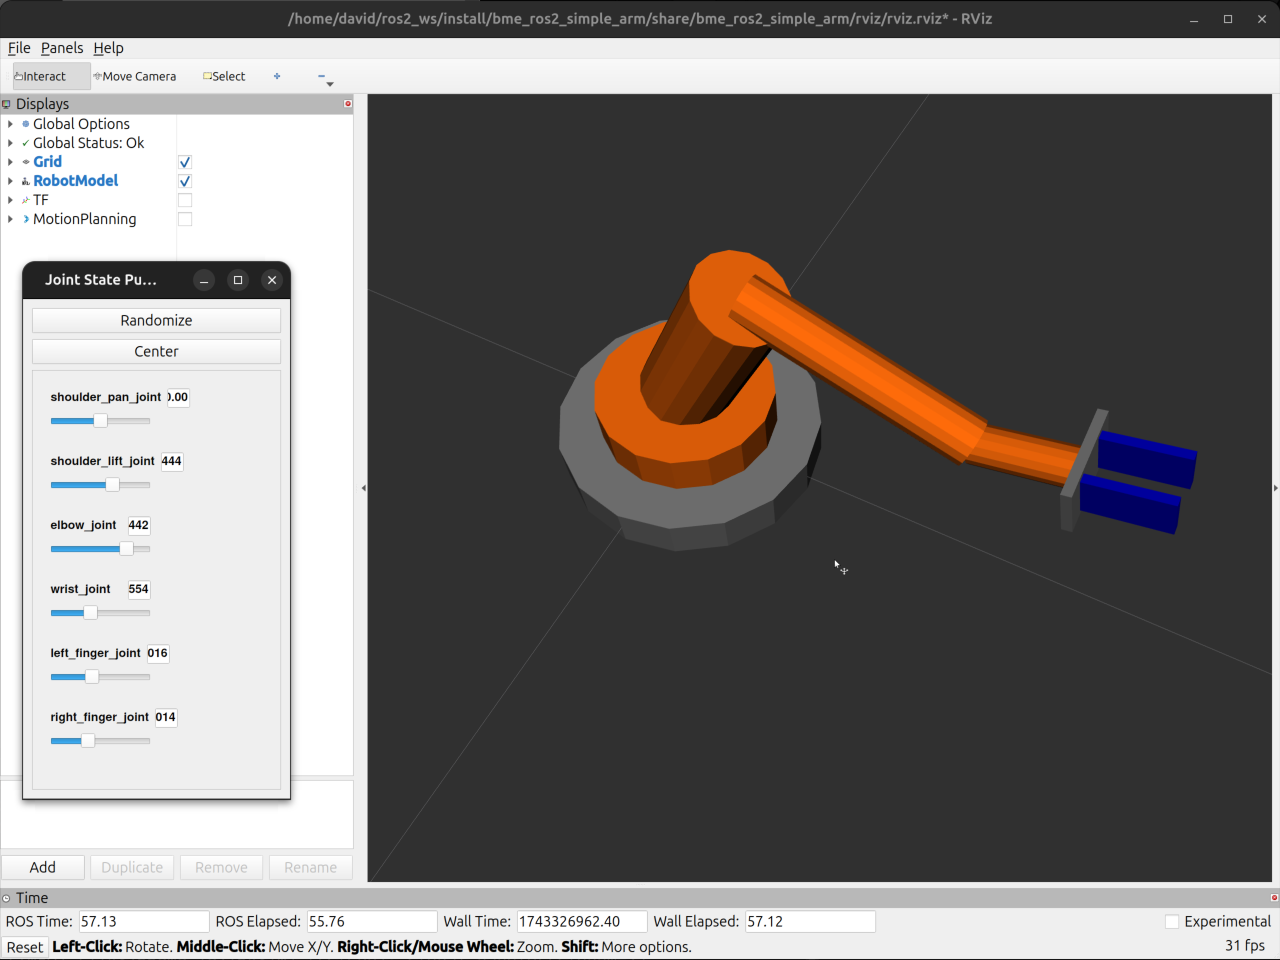 /home/david/ros2_ws/install/bme_ros2_simple_arm/share/bme_ros2_simple_arm/rviz/rviz.rviz* - RViz
File Panels Help
Interact Move Camera Select
Displays
Global Options
Global Status: Ok
Grid
RobotModel
TF
MotionPlanning
Joint State Pu...
Randomize
Center
shoulder_pan_joint .00
shoulder_lift_joint 444
elbow_joint 442
wrist_joint 554
left_finger_joint 016
right_finger_joint 014
Add Duplicate Remove Rename
Time
ROS Time: 57.13 ROS Elapsed: 55.76 Wall Time: 1743326962.40 Wall Elapsed: 57.12 Experimental
Reset Left-Click: Rotate. Middle-Click: Move X/Y. Right-Click/Mouse Wheel: Zoom. Shift: More options. 31 fps